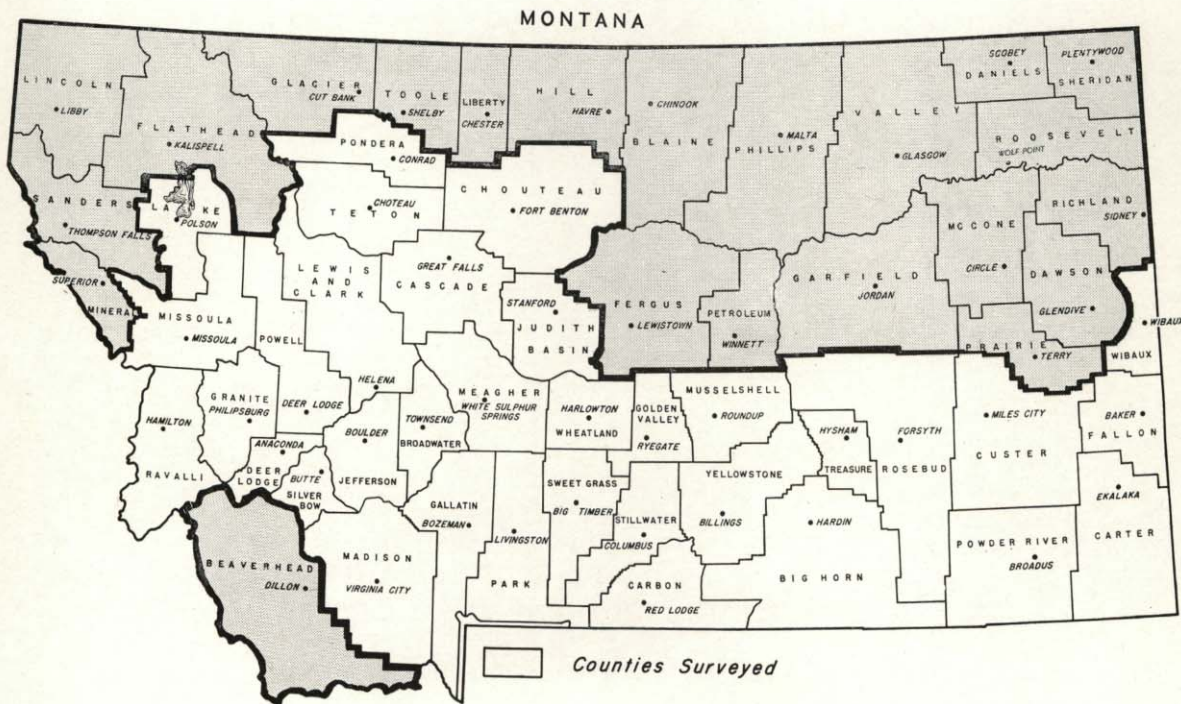 MONTANA
LINCOLN
LIBBY
FLATHEAD
KALISPELL
GLACIER
CUT BANK
TOOLE
SHELBY
LIBERTY
CHESTER
HILL
HAVRE
CHINOOK
BLAINE
MALTA
PHILLIPS
VALLEY
GLASGOW
SCOBEY
DANIELS
PLENTYWOOD
SHERIDAN
ROOSEVELT
WOLF POINT
SANDERS
THOMPSON FALLS
LAKE
POLSON
PONDERA
CONRAD
CHOTEAU
TETON
CHOUTEAU
FORT BENTON
RICHLAND
SIDNEY
MC CONE
CIRCLE
DAWSON
GLENDIVE
SUPERIOR
MINERAL
MISSOULA
MISSOULA
POWELL
LEWIS
AND
CLARK
GREAT FALLS
CASCADE
STANFORD
JUDITH
BASIN
FERGUS
LEWISTOWN
PETROLEUM
WINNETT
GARFIELD
JORDAN
PRAIRIE
TERRY
WIBAUX
WIBAUX
HAMILTON
RAVALLI
GRANITE
PHILIPSBURG
DEER LODGE
HELENA
ANACONDA
DEER
LODGE
BUTTE
SILVER
BOW
BOULDER
JEFFERSON
TOWNSEND
BROADWATER
MEAGHER
WHITE SULPHUR
SPRINGS
HARLOWTON
WHEATLAND
GOLDEN
VALLEY
RYEGATE
MUSSELSHELL
ROUNDUP
HYSHAM
TREASURE
FORSYTH
ROSEBUD
MILES CITY
CUSTER
BAKER
FALLON
EKALAKA
CARTER
BEAVERHEAD
DILLON
MADISON
VIRGINIA CITY
GALLATIN
BOZEMAN
LIVINGSTON
PARK
SWEET GRASS
BIG TIMBER
STILLWATER
COLUMBUS
YELLOWSTONE
BILLINGS
CARBON
RED LODGE
HARDIN
BIG HORN
POWDER RIVER
BROADUS
Counties Surveyed